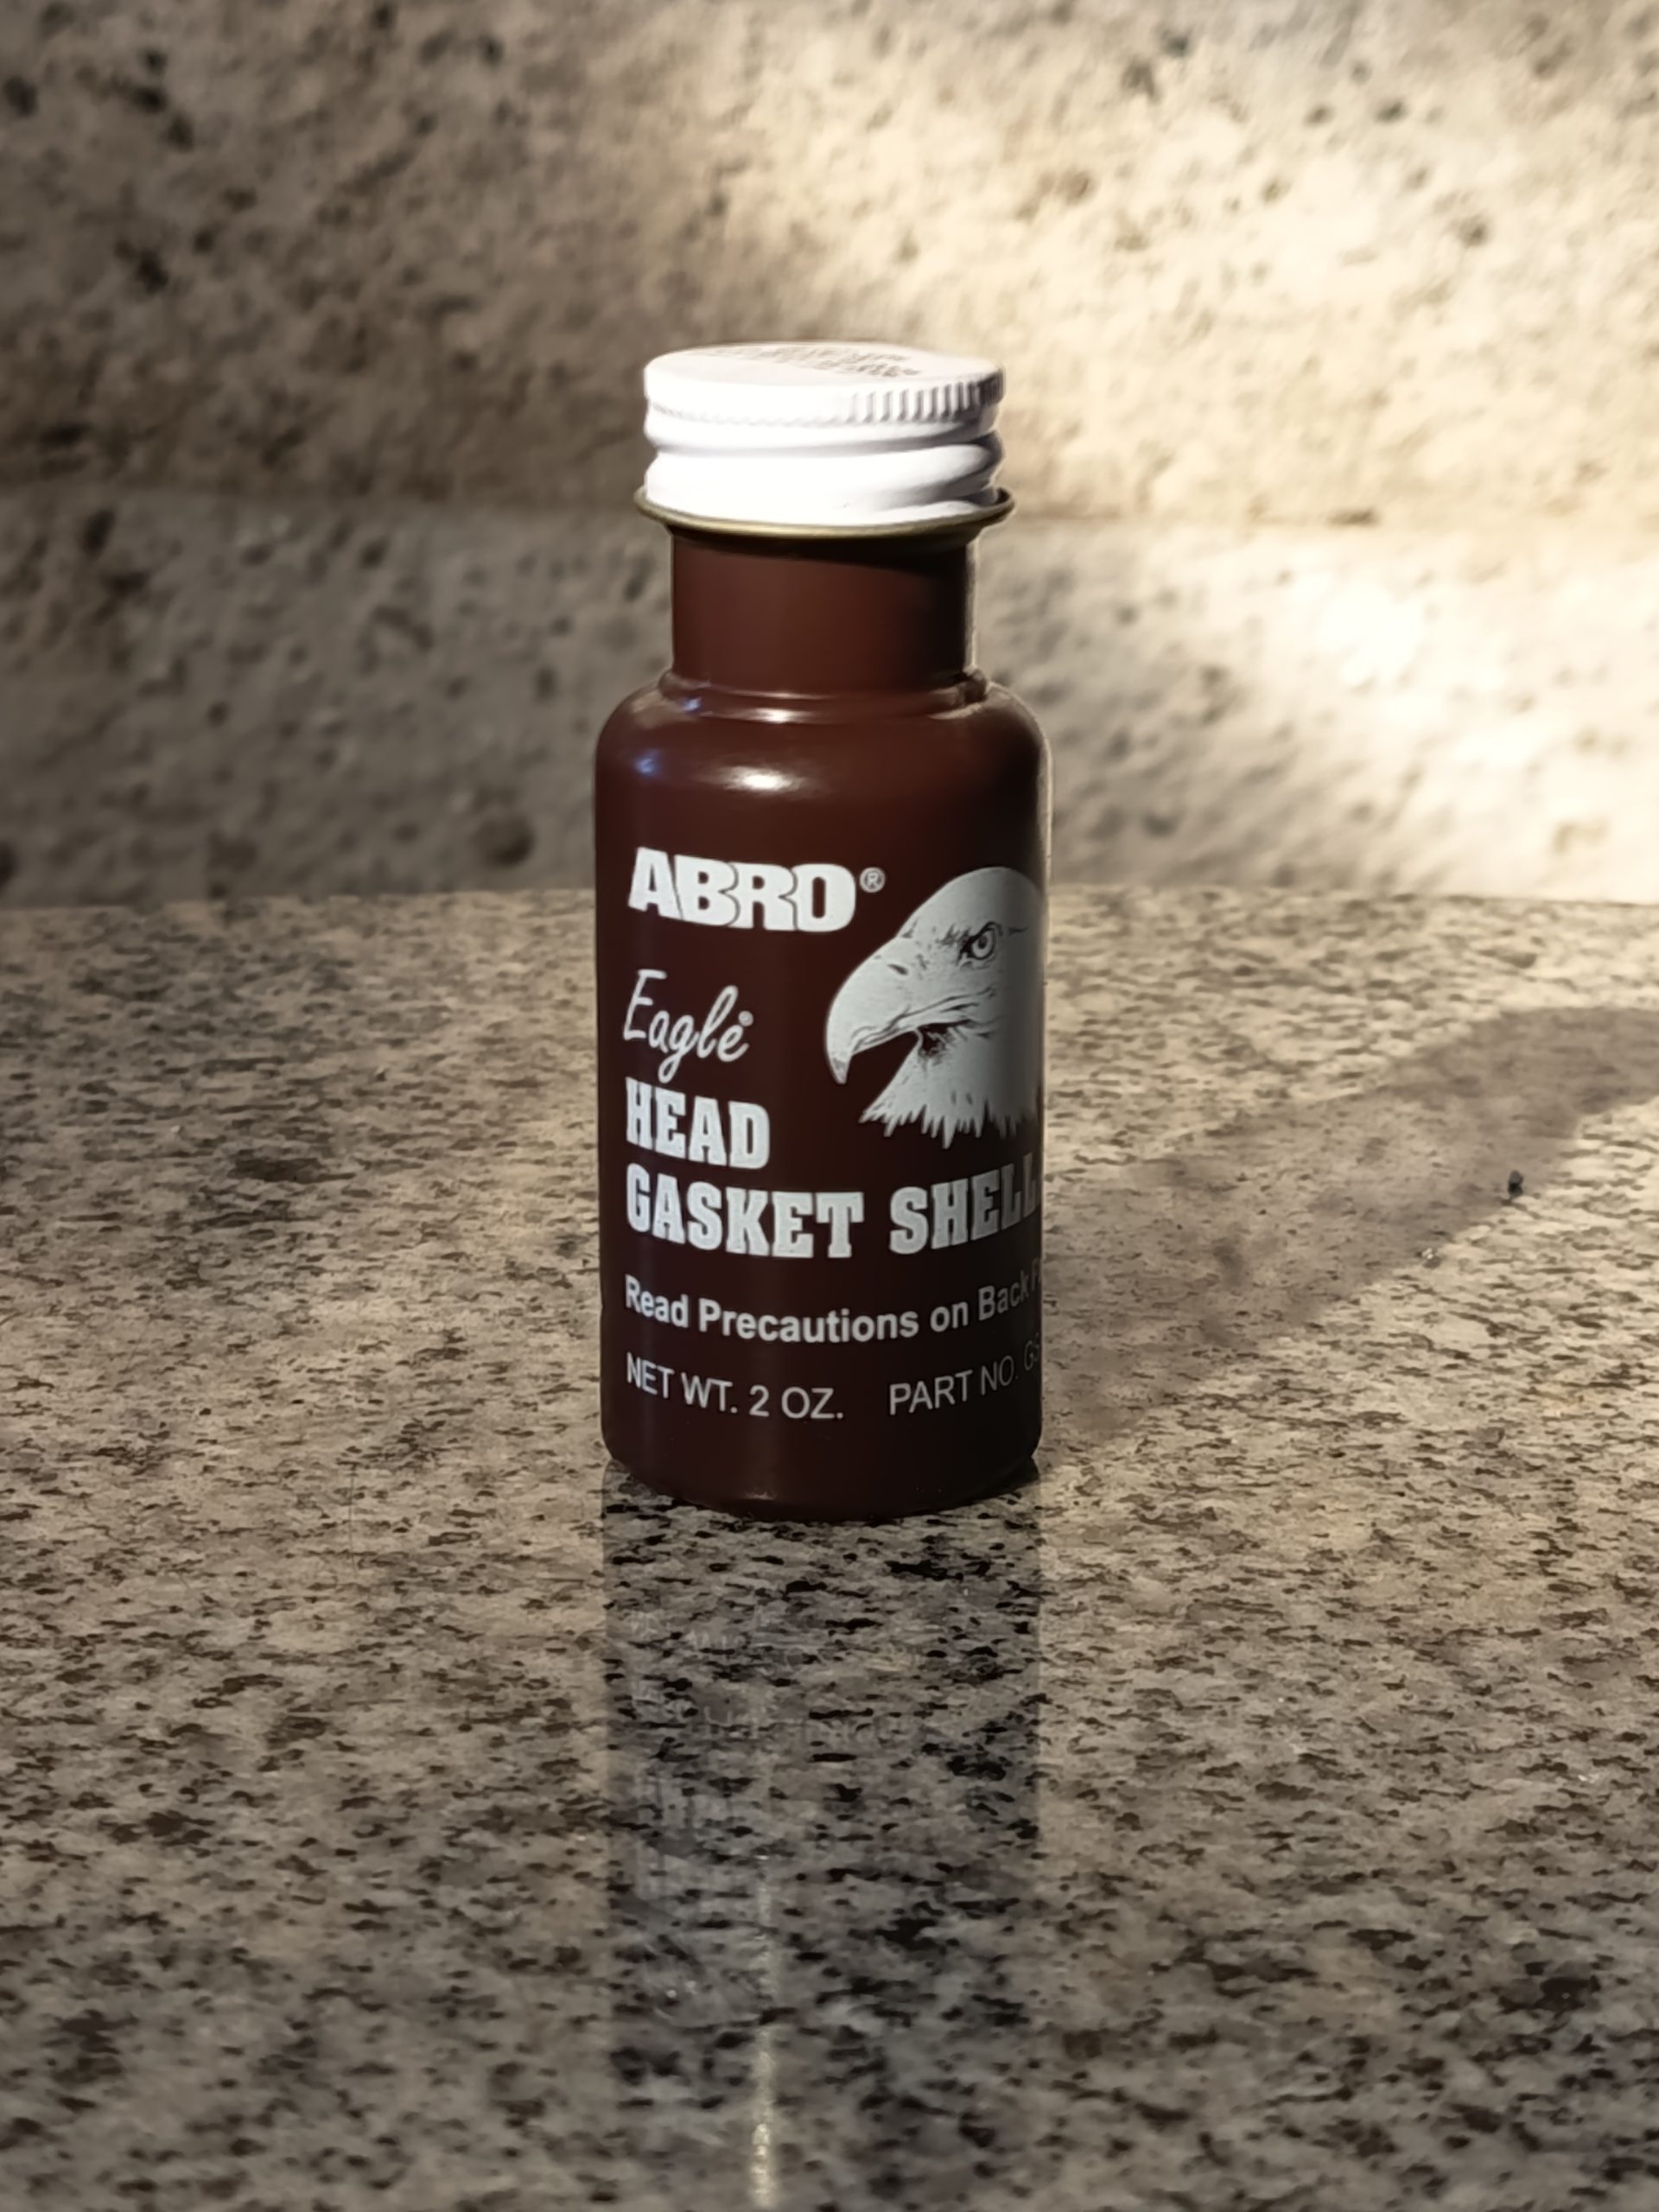 ABRO®
Eagle®
HEAD
GASKET SHELL
Read Precautions on Back
NET WT. 2 OZ. PART NO.